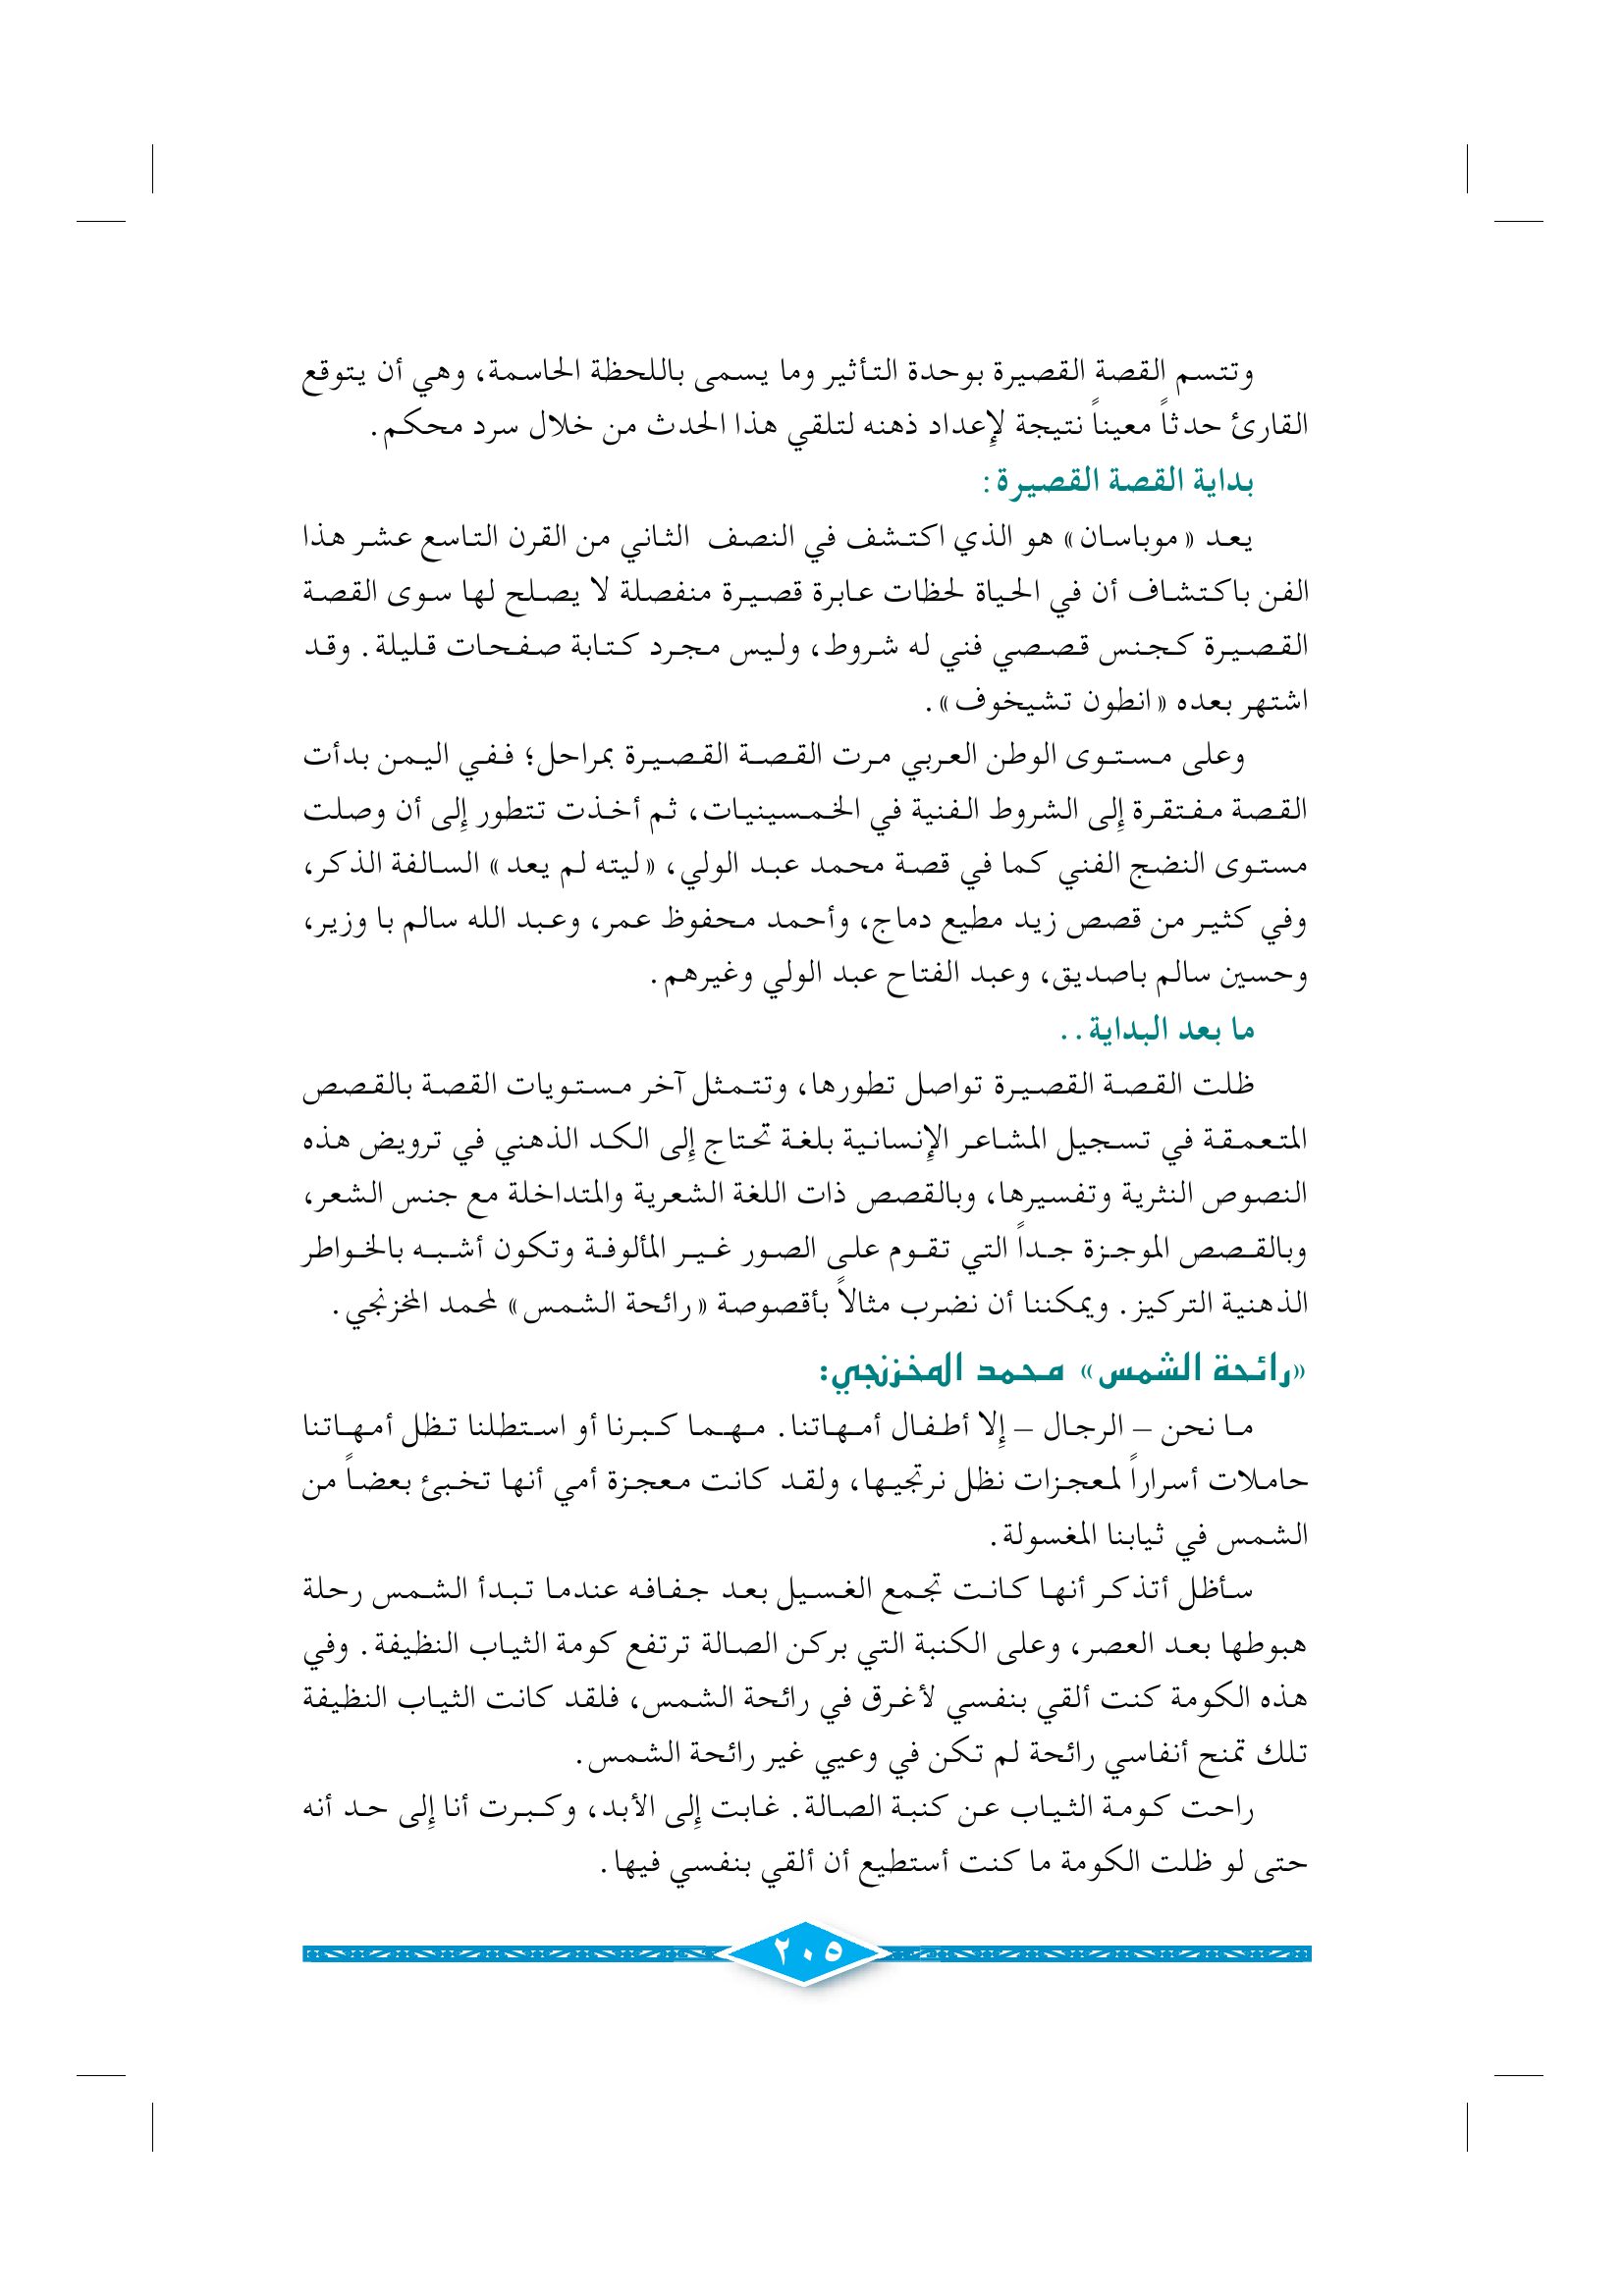 وتتسم القصة القصيرة بوحدة التأثير وما يسمى باللحظة الحاسمة، وهي أن يتوقع
القارئ حدثاً معيناً نتيجة لإِعداد ذهنه لتلقي هذا الحدث من خلال سرد محكم.
بداية القصة القصيرة:
يعد «موباسان» هو الذي اكتشف في النصف الثاني من القرن التاسع عشر هذا
الفن باكتشاف أن في الحياة لحظات عابرة قصيرة منفصلة لا يصلح لها سوى القصة
القصيرة كجنس قصصي فني له شروط، وليس مجرد كتابة صفحات قليلة. وقد
اشتهر بعده «انطون تشيخوف».
وعلى مستوى الوطن العربي مرت القصة القصيرة بمراحل؛ ففي اليمن بدأت
القصة مفتقرة إِلى الشروط الفنية في الخمسينيات، ثم أخذت تتطور إِلى أن وصلت
مستوى النضج الفني كما في قصة محمد عبد الولي، «ليته لم يعد» السالفة الذكر،
وفي كثير من قصص زيد مطيع دماج، وأحمد محفوظ عمر، وعبد الله سالم با وزير،
وحسين سالم باصديق، وعبد الفتاح عبد الولي وغيرهم.
ما بعد البداية..
ظلت القصة القصيرة تواصل تطورها، وتتمثل آخر مستويات القصة بالقصص
المتعمقة في تسجيل المشاعر الإِنسانية بلغة تحتاج إِلى الكد الذهني في ترويض هذه
النصوص النثرية وتفسيرها، وبالقصص ذات اللغة الشعرية والمتداخلة مع جنس الشعر،
وبالقصص الموجزة جداً التي تقوم على الصور غير المألوفة وتكون أشبه بالخواطر
الذهنية التركيز. ويمكننا أن نضرب مثالاً بأقصوصة «رائحة الشمس» لمحمد المخزنجي.
«رائحة الشمس» محمد المخزنجي:
ما نحن – الرجال – إِلا أطفال أمهاتنا. مهما كبرنا أو استطلنا تظل أمهاتنا
حاملات أسراراً لمعجزات نظل نرتجيها، ولقد كانت معجزة أمي أنها تخبئ بعضاً من
الشمس في ثيابنا المغسولة.
سأظل أتذكر أنها كانت تجمع الغسيل بعد جفافه عندما تبدأ الشمس رحلة
هبوطها بعد العصر، وعلى الكنبة التي بركن الصالة ترتفع كومة الثياب النظيفة. وفي
هذه الكومة كنت ألقي بنفسي لأغرق في رائحة الشمس، فلقد كانت الثياب النظيفة
تلك تمنح أنفاسي رائحة لم تكن في وعيي غير رائحة الشمس.
راحت كومة الثياب عن كنبة الصالة. غابت إِلى الأبد، وكبرت أنا إِلى حد أنه
حتى لو ظلت الكومة ما كنت أستطيع أن ألقي بنفسي فيها.
٢٠٥